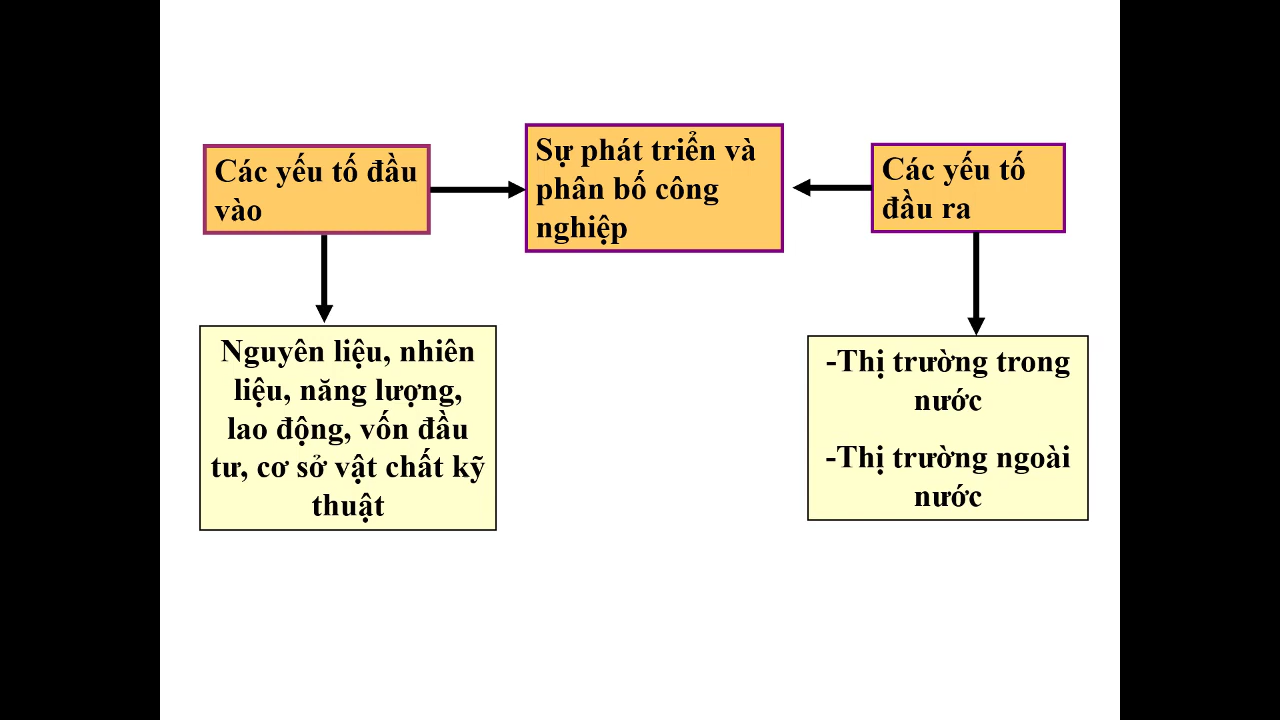 Các yếu tố đầu
vào
Sự phát triển và
phân bố công
nghiệp
Các yếu tố
đầu ra
Nguyên liệu, nhiên
liệu, năng lượng,
lao động, vốn đầu
tư, cơ sở vật chất kỹ
thuật
-Thị trường trong
nước
-Thị trường ngoài
nước